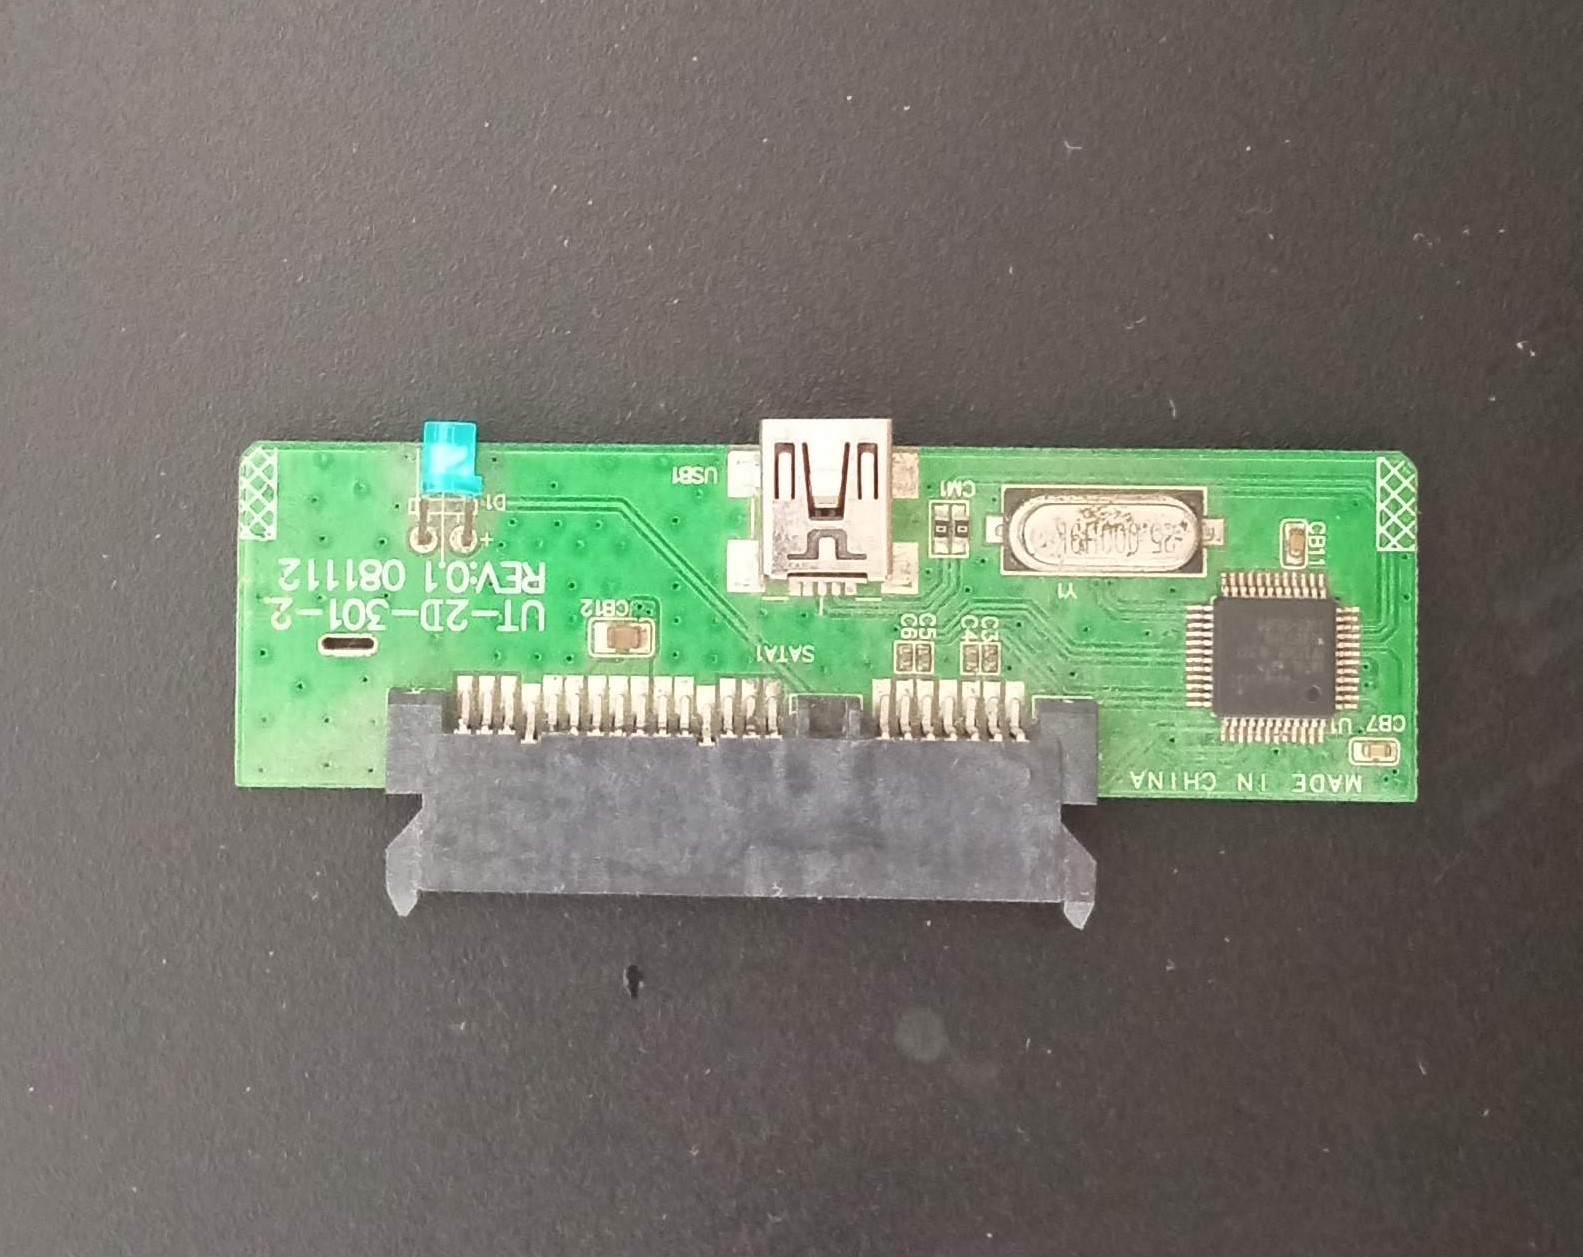 MADE IN CHINA
CB7
U1
C3
C4
C5
C6
SATA1
CB12
UT-2D-301-2
REV:0.1 081112
Y1
CB11
CM1
USB1
D1
+